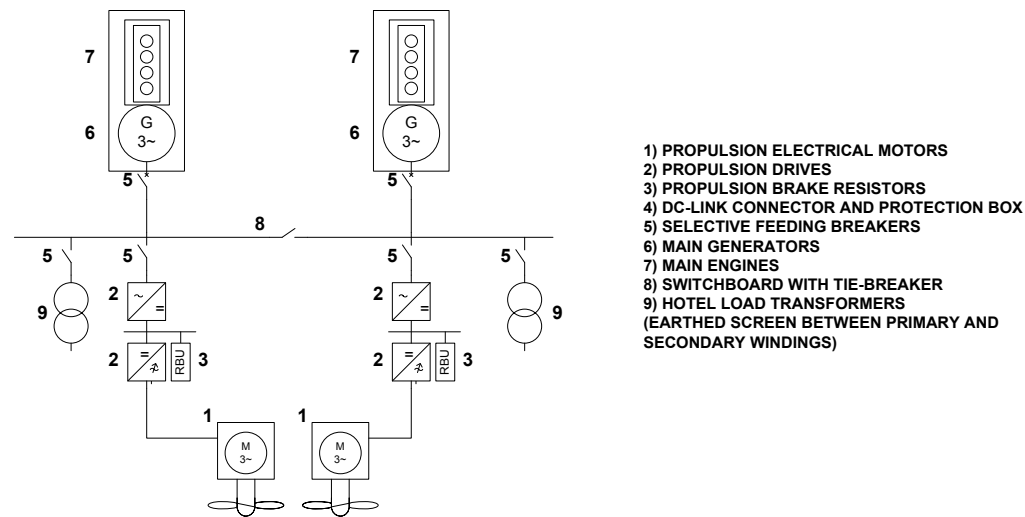 7
7
6
G
3~
6
G
3~
5
5
8
5
5
5
5
9
2
~
=
2
~
=
9
2
=
RBU
3
2
=
RBU
3
1
M
3~
1
M
3~
1) PROPULSION ELECTRICAL MOTORS
2) PROPULSION DRIVES
3) PROPULSION BRAKE RESISTORS
4) DC-LINK CONNECTOR AND PROTECTION BOX
5) SELECTIVE FEEDING BREAKERS
6) MAIN GENERATORS
7) MAIN ENGINES
8) SWITCHBOARD WITH TIE-BREAKER
9) HOTEL LOAD TRANSFORMERS
(EARTHED SCREEN BETWEEN PRIMARY AND
SECONDARY WINDINGS)